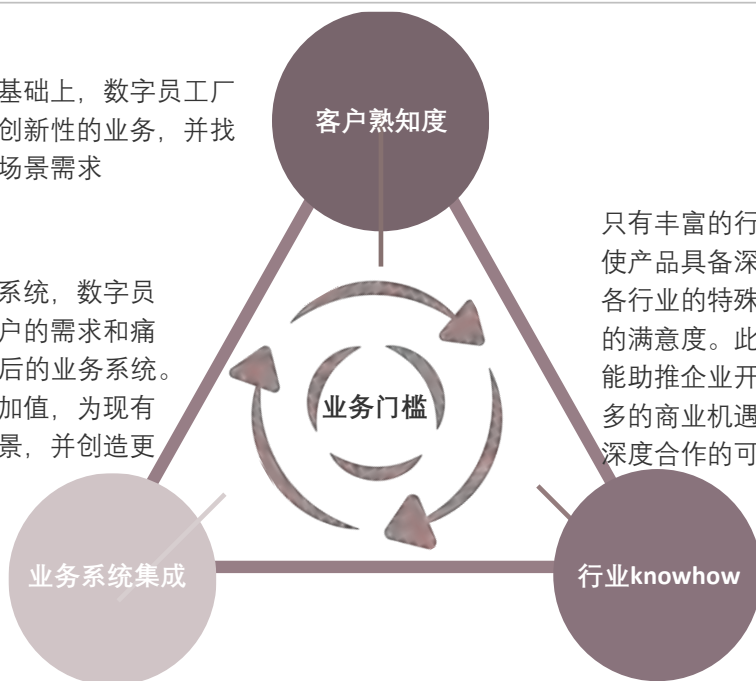 客户熟知度
基础上，数字员工厂
创新性的业务，并找
场景需求
只有丰富的行
使产品具备深
各行业的特殊
的满意度。此
能助推企业开
多的商业机遇
深度合作的可
系统，数字员
户的需求和痛
后的业务系统。
加值，为现有
景，并创造更
业务门槛
业务系统集成
行业knowhow